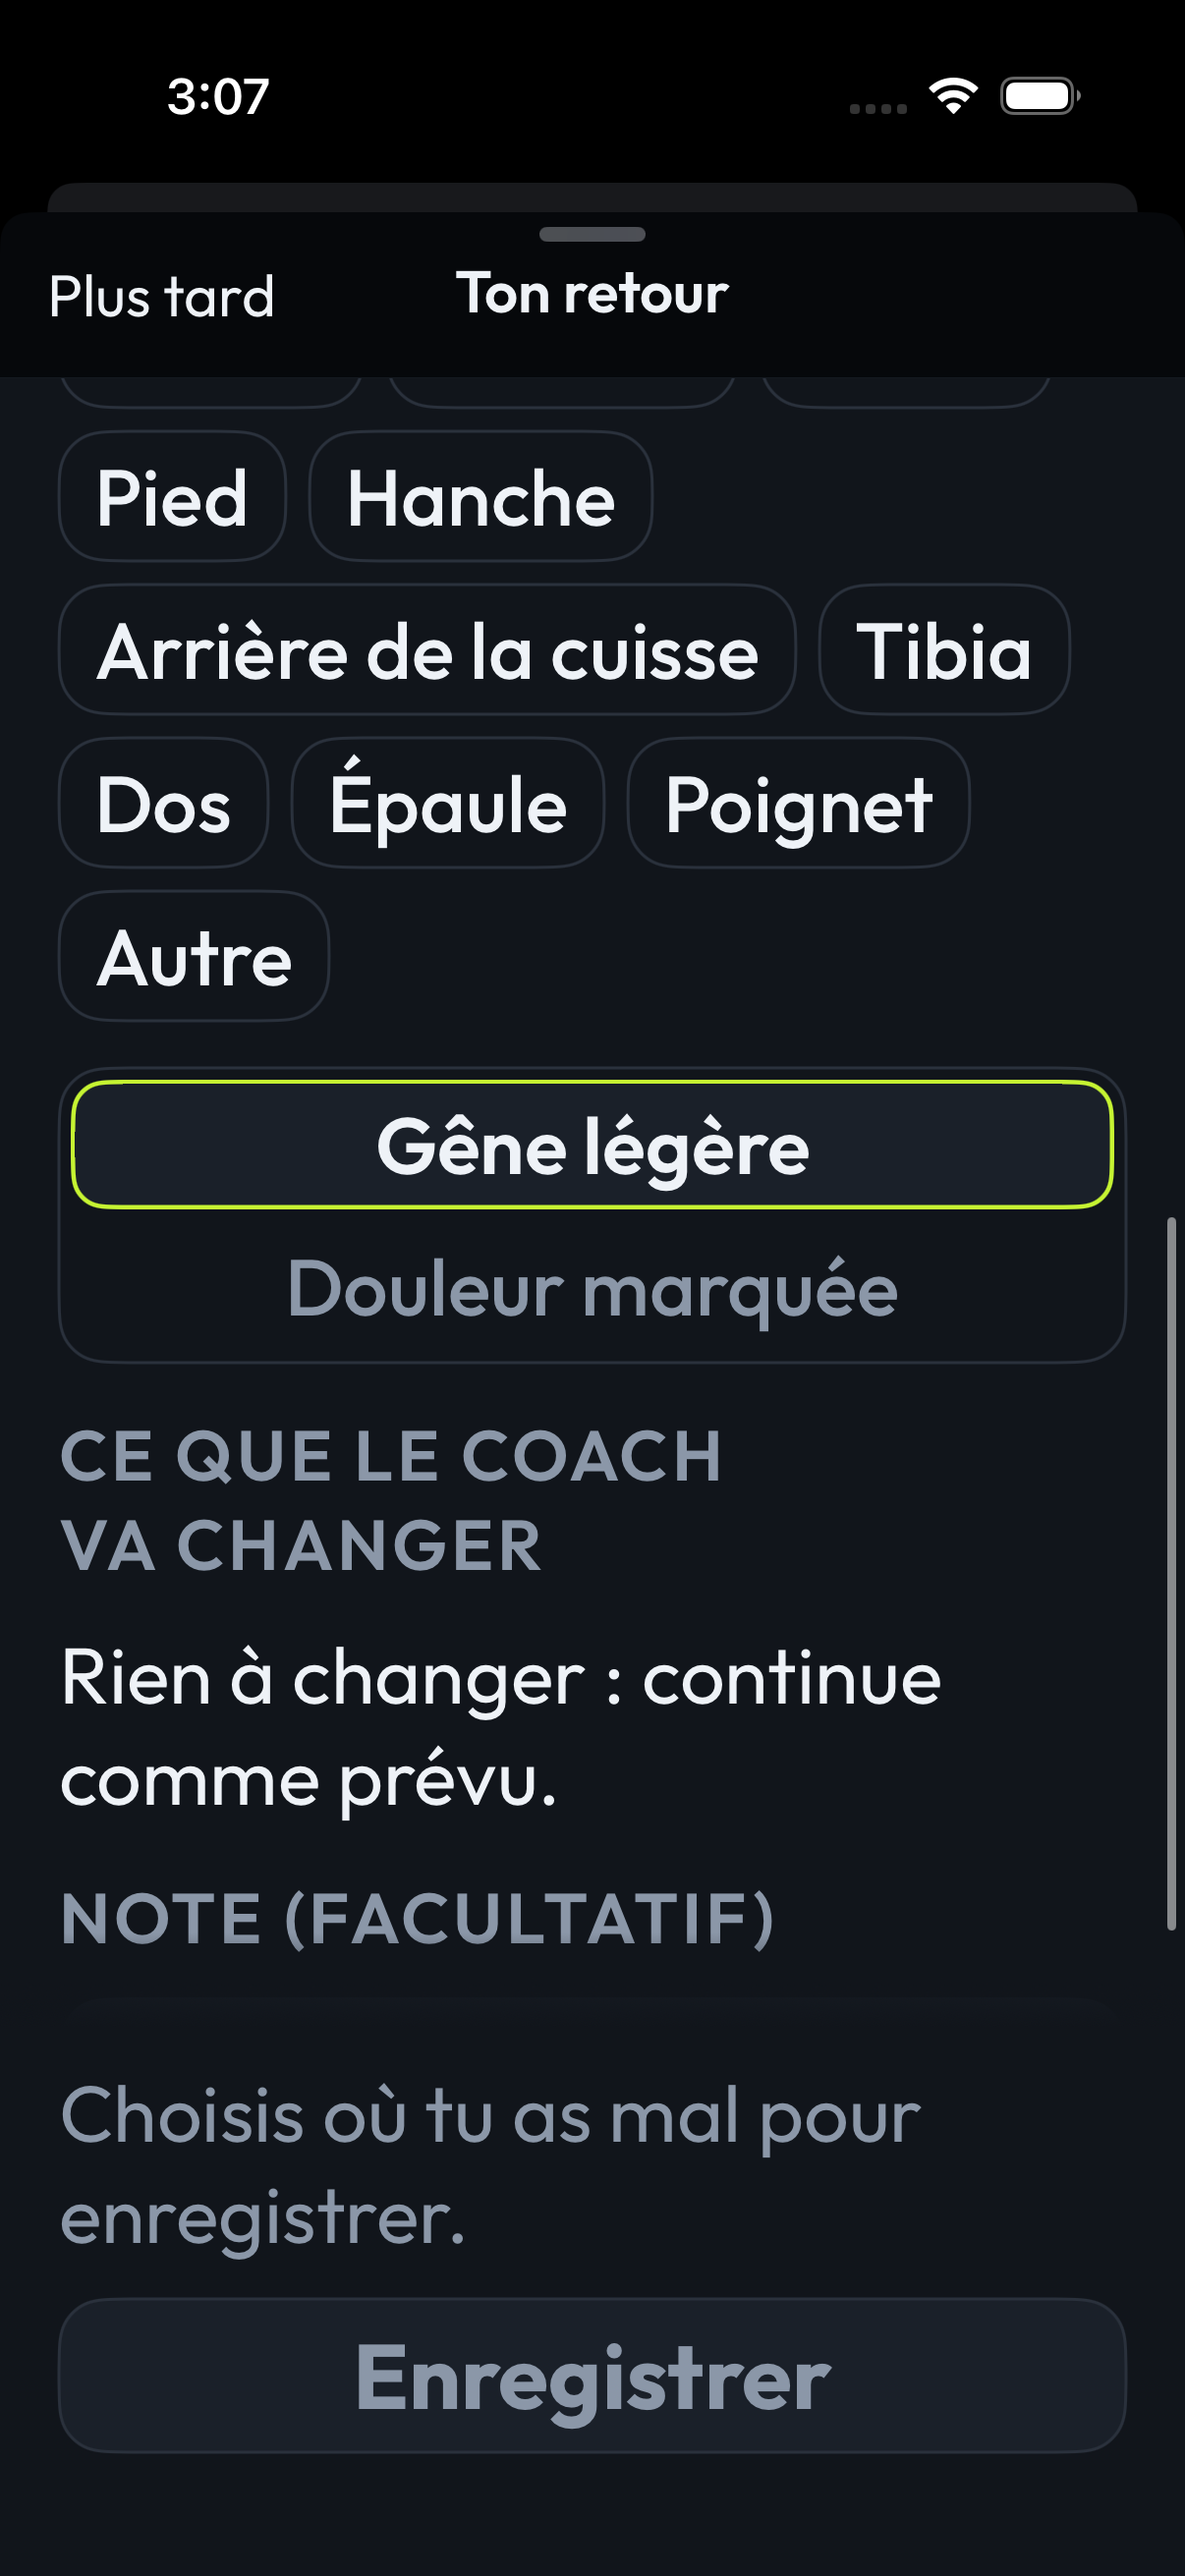 3:07
Plus tard
Ton retour
Pied
Hanche
Arrière de la cuisse
Tibia
Dos
Épaule
Poignet
Autre
Gêne légère
Douleur marquée
CE QUE LE COACH
VA CHANGER
Rien à changer : continue
comme prévu.
NOTE (FACULTATIF)
Choisis où tu as mal pour
enregistrer.
Enregistrer